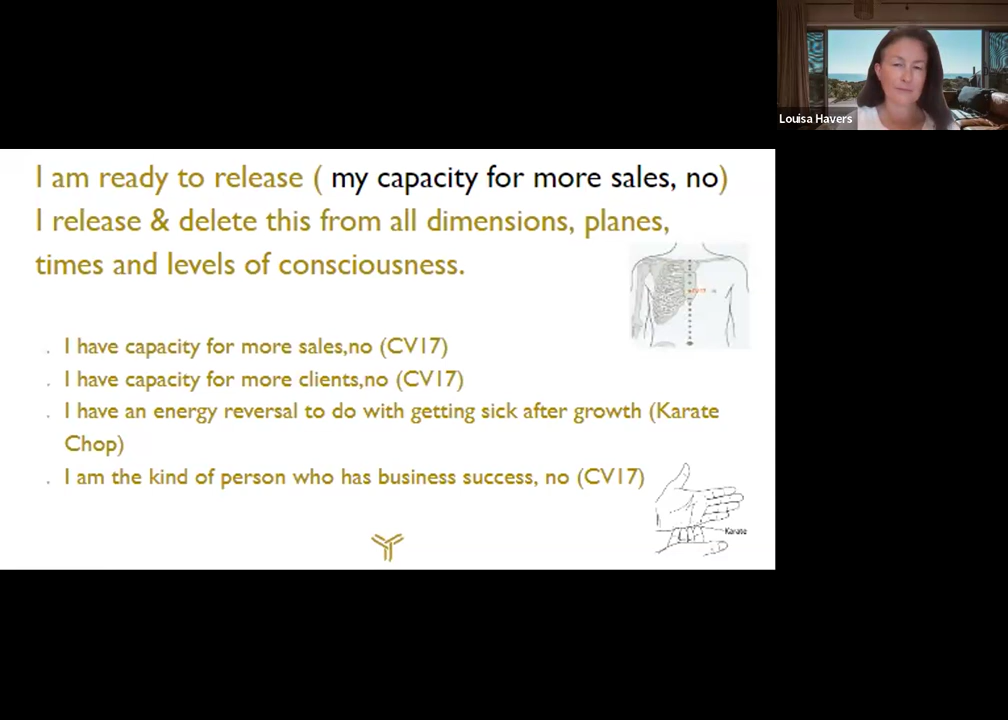 Louisa Havers
I am ready to release ( my capacity for more sales, no)
I release & delete this from all dimensions, planes,
times and levels of consciousness.
. I have capacity for more sales,no (CV17)
. I have capacity for more clients,no (CV17)
. I have an energy reversal to do with getting sick after growth (Karate
Chop)
. I am the kind of person who has business success, no (CV17)
Karate